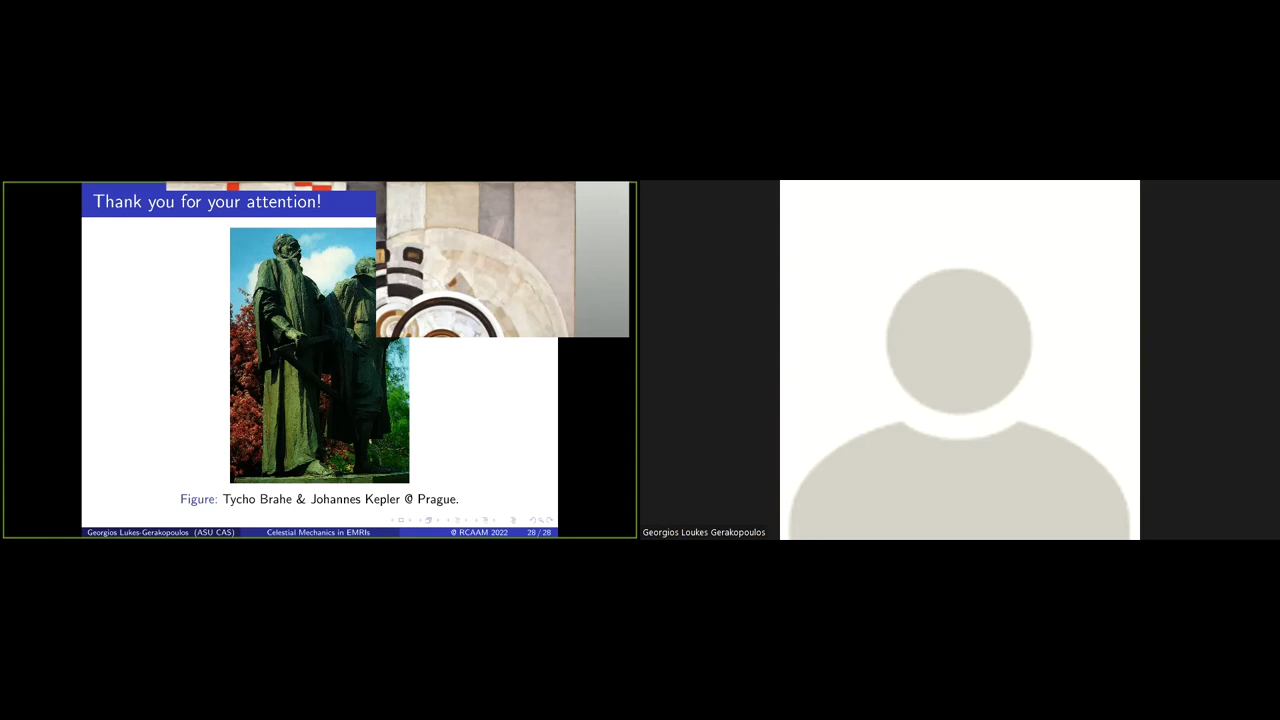 Thank you for your attention!
Figure: Tycho Brahe & Johannes Kepler @ Prague.
Georgios Lukes-Gerakopoulos (ASU CAS) Celestial Mechanics in EMRIs @ RCAAM 2022 28 / 28
Georgios Loukes Gerakopoulos